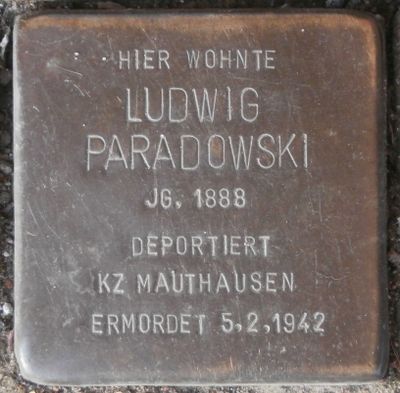 HIER WOHNTE
LUDWIG
PARADOWSKI
JG. 1888
DEPORTIERT
KZ MAUTHAUSEN
ERMORDET 5.2.1942